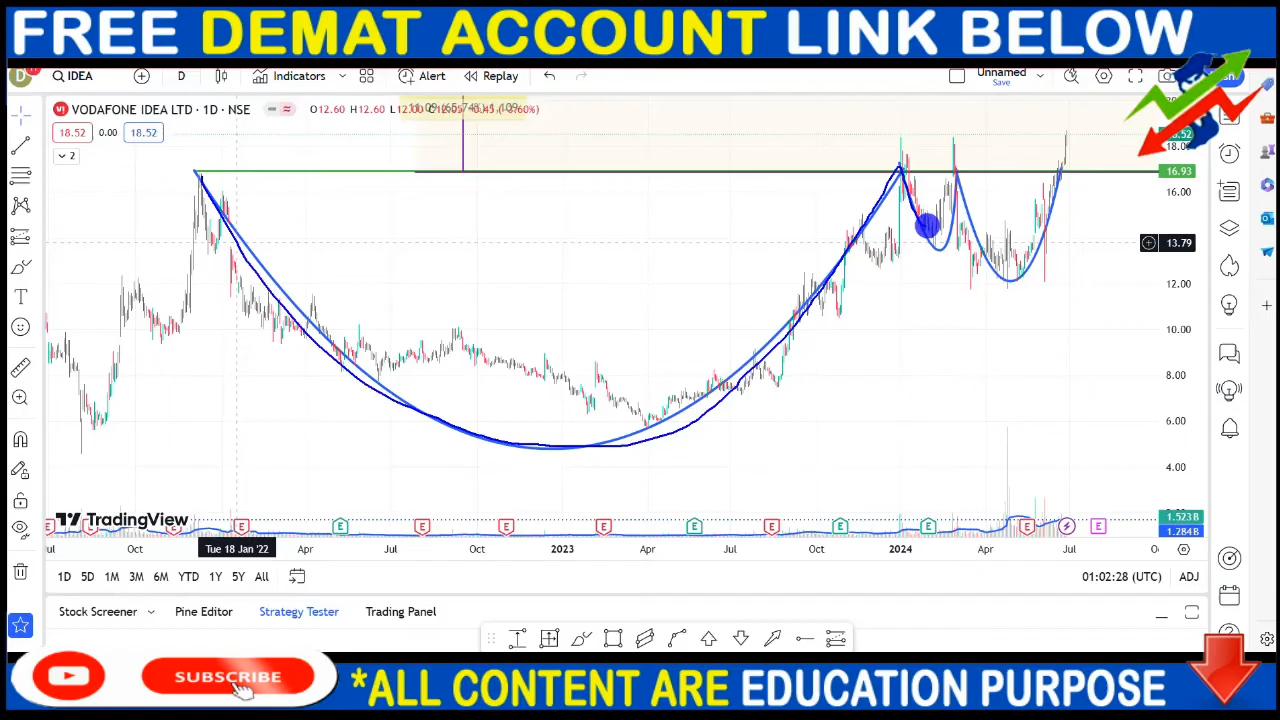 FREE DEMAT ACCOUNT LINK BELOW
D
IDEA
D
Indicators
Alert
Replay
Unnamed
Save
VODAFONE IDEA LTD · 1D · NSE
O12.60 H12.60
18.52
0.00
18.52
2
18.00
16.93
16.00
13.79
12.00
10.00
8.00
6.00
4.00
TradingView
1.523B
1.284B
Oct
Tue 18 Jan '22
Apr
Jul
Oct
2023
Apr
Jul
Oct
2024
Apr
Jul
1D
5D
1M
3M
6M
YTD
1Y
5Y
All
01:02:28 (UTC)
ADJ
Stock Screener
Pine Editor
Strategy Tester
Trading Panel
SUBSCRIBE
*ALL CONTENT ARE EDUCATION PURPOSE